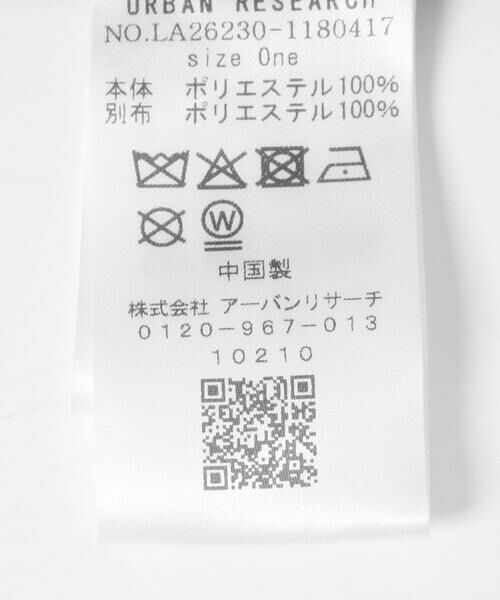 URBAN RESEARCH
NO.LA26230-1180417
size One
本体 ポリエステル100%
別布 ポリエステル100%
W
中国製
株式会社 アーバンリサーチ
0120-967-013
10210